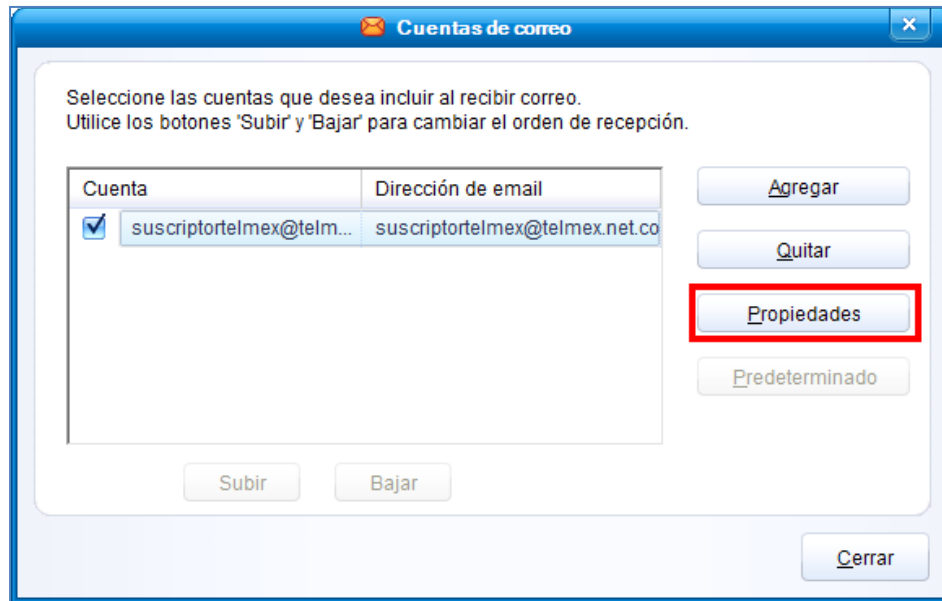 Cuentas de correo
Seleccione las cuentas que desea incluir al recibir correo.
Utilice los botones 'Subir' y 'Bajar' para cambiar el orden de recepción.
Cuenta Dirección de email
suscriptortelmex@telm... suscriptortelmex@telmex.net.co
Agregar
Quitar
Propiedades
Predeterminado
Subir Bajar
Cerrar